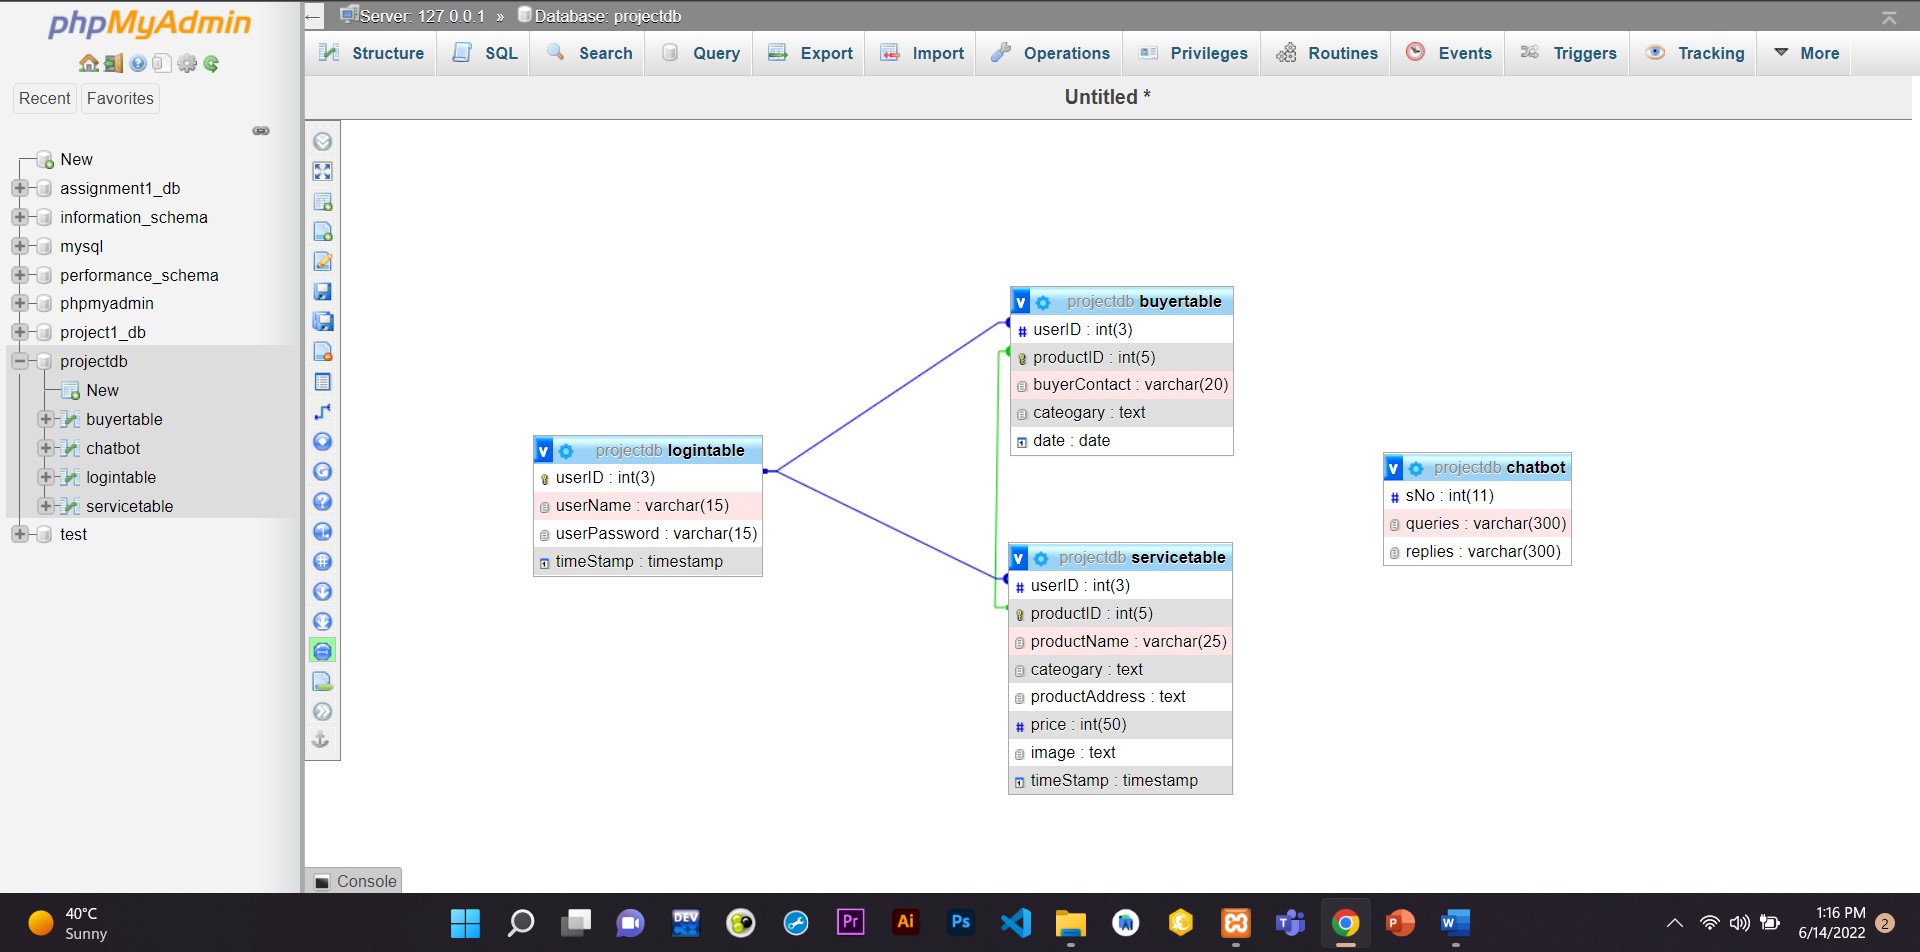 phpMyAdmin
Recent Favorites
New
assignment1_db
information_schema
mysql
performance_schema
phpmyadmin
project1_db
projectdb
New
buyertable
chatbot
logintable
servicetable
test
Server: 127.0.0.1 » Database: projectdb
Structure SQL Search Query Export Import Operations Privileges Routines Events Triggers Tracking More
Untitled *
v projectdb buyertable
# userID : int(3)
productID : int(5)
buyerContact : varchar(20)
cateogary : text
date : date
v projectdb logintable
userID : int(3)
userName : varchar(15)
userPassword : varchar(15)
timeStamp : timestamp
v projectdb chatbot
# sNo : int(11)
queries : varchar(300)
replies : varchar(300)
v projectdb servicetable
# userID : int(3)
productID : int(5)
productName : varchar(25)
cateogary : text
productAddress : text
# price : int(50)
image : text
timeStamp : timestamp
Console
40°C
Sunny
DEV
C++
Pr
Ai
Ps
P
W
1:16 PM
6/14/2022
2